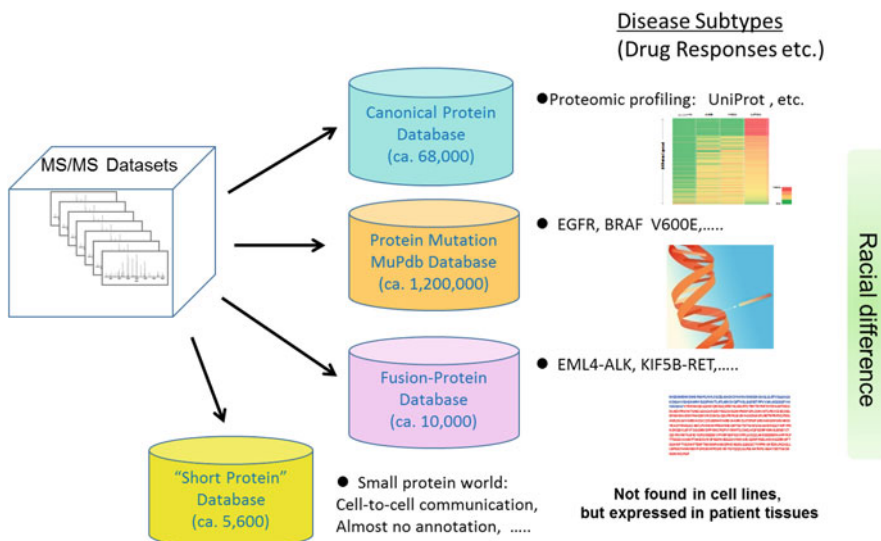 Disease Subtypes
(Drug Responses etc.)
MS/MS Datasets
Canonical Protein
Database
(ca. 68,000)
●Proteomic profiling: UniProt , etc.
Protein Mutation
MuPdb Database
(ca. 1,200,000)
● EGFR, BRAF V600E,.....
Fusion-Protein
Database
(ca. 10,000)
● EML4-ALK, KIF5B-RET,.....
"Short Protein"
Database
(ca. 5,600)
● Small protein world:
Cell-to-cell communication,
Almost no annotation, .....
Not found in cell lines,
but expressed in patient tissues
Racial difference